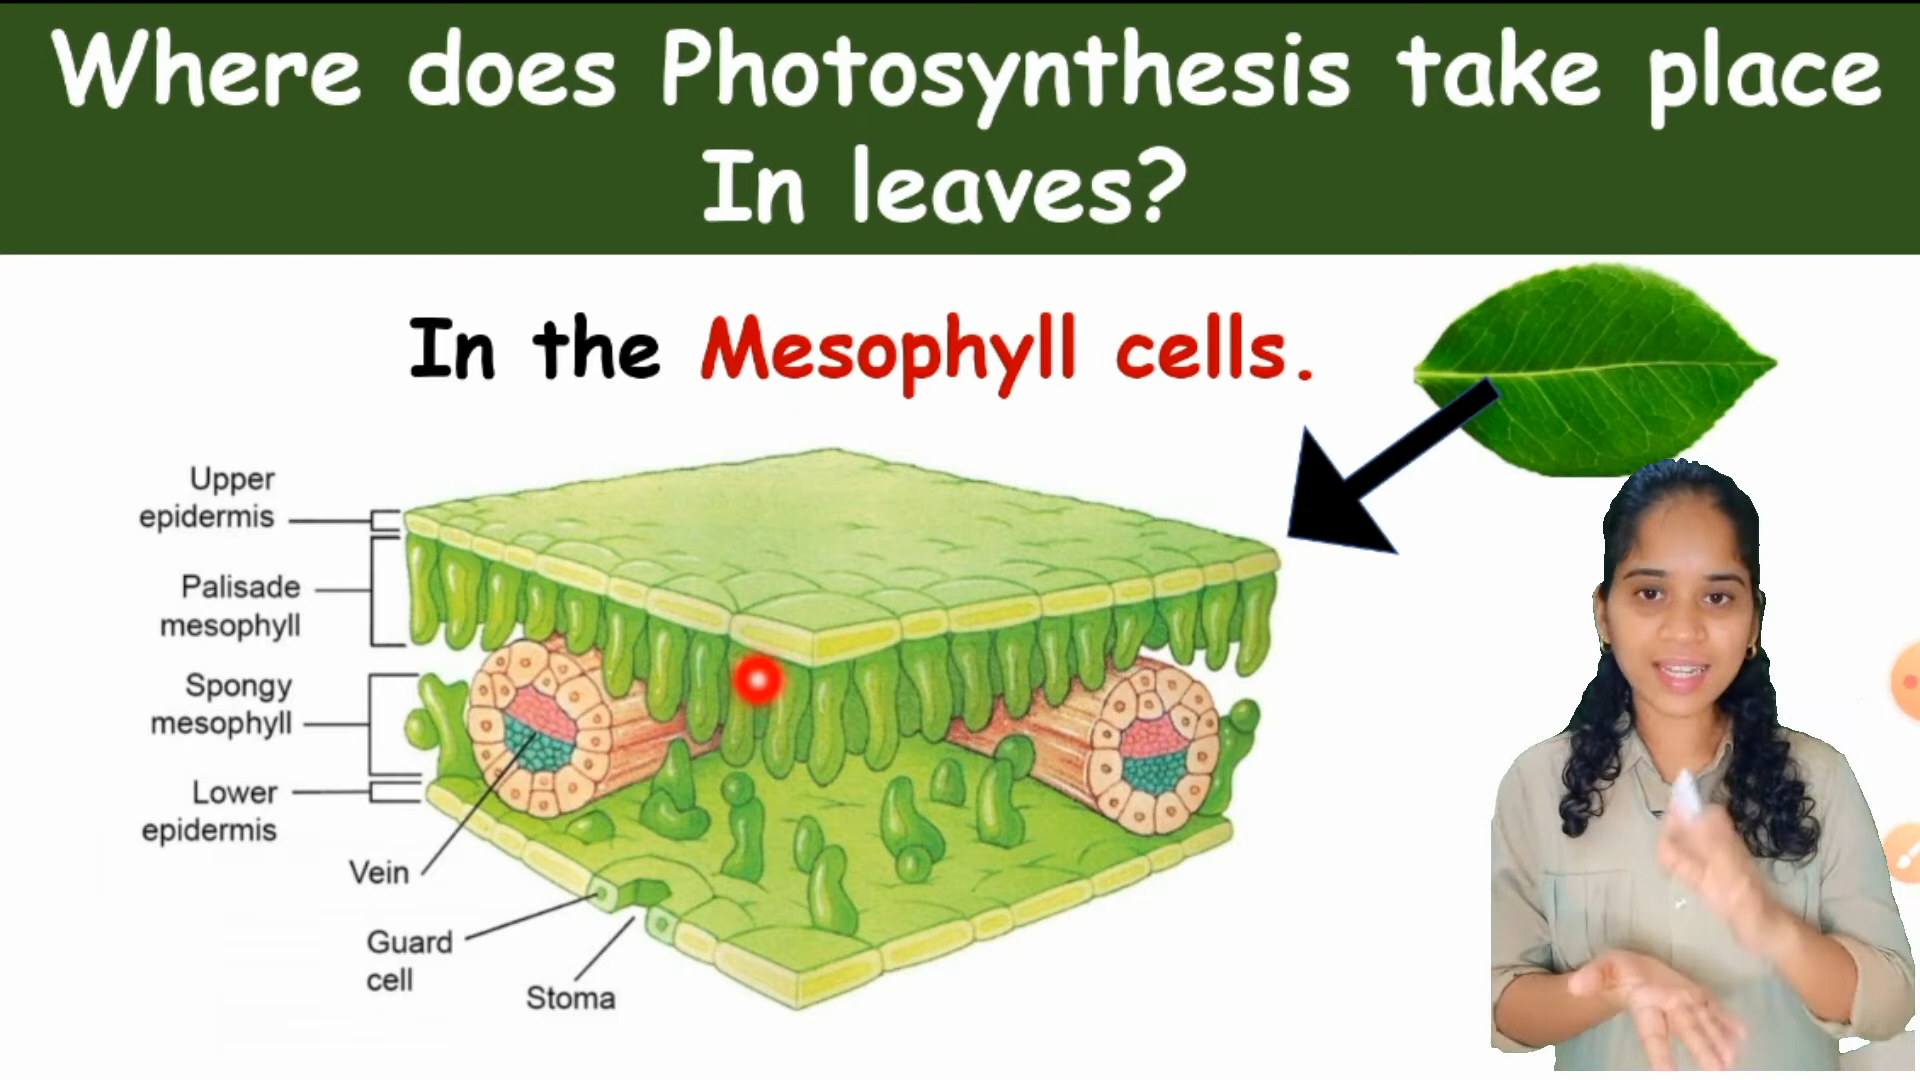 Where does Photosynthesis take place
In leaves?
In the Mesophyll cells.
Upper
epidermis
Palisade
mesophyll
Spongy
mesophyll
Lower
epidermis
Vein
Guard
cell
Stoma